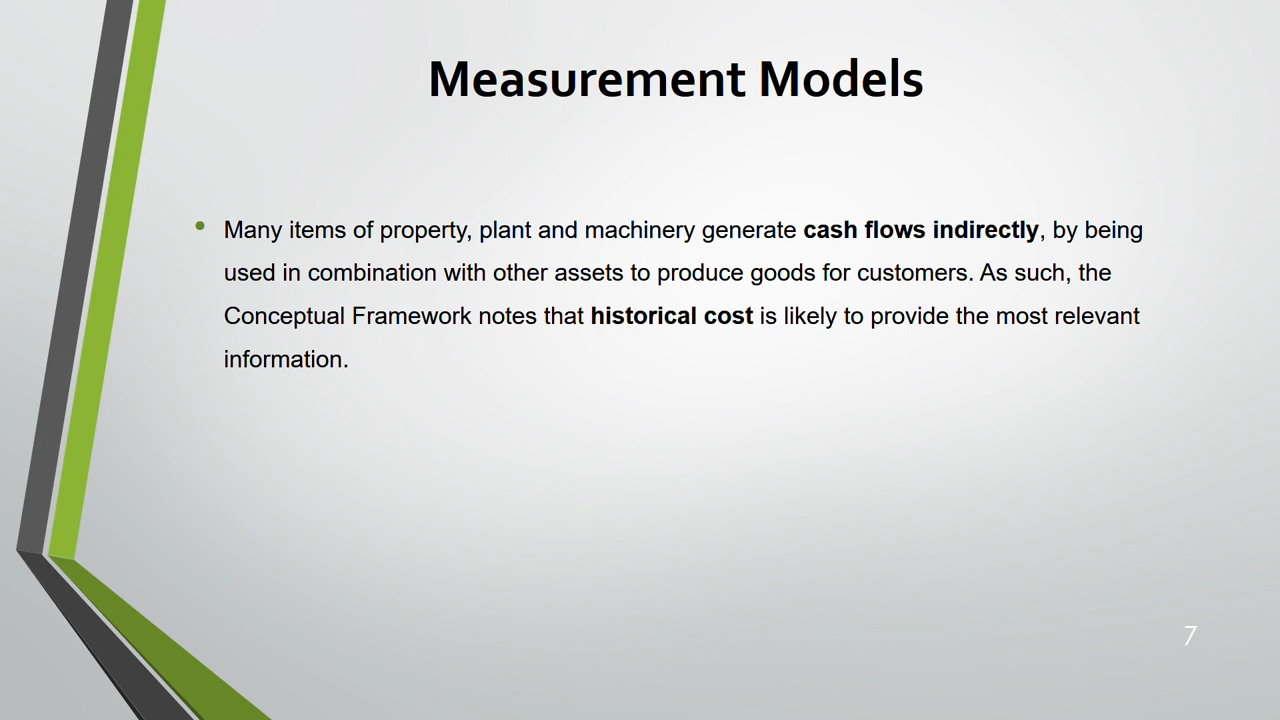 Measurement Models
• Many items of property, plant and machinery generate cash flows indirectly, by being
used in combination with other assets to produce goods for customers. As such, the
Conceptual Framework notes that historical cost is likely to provide the most relevant
information.
7